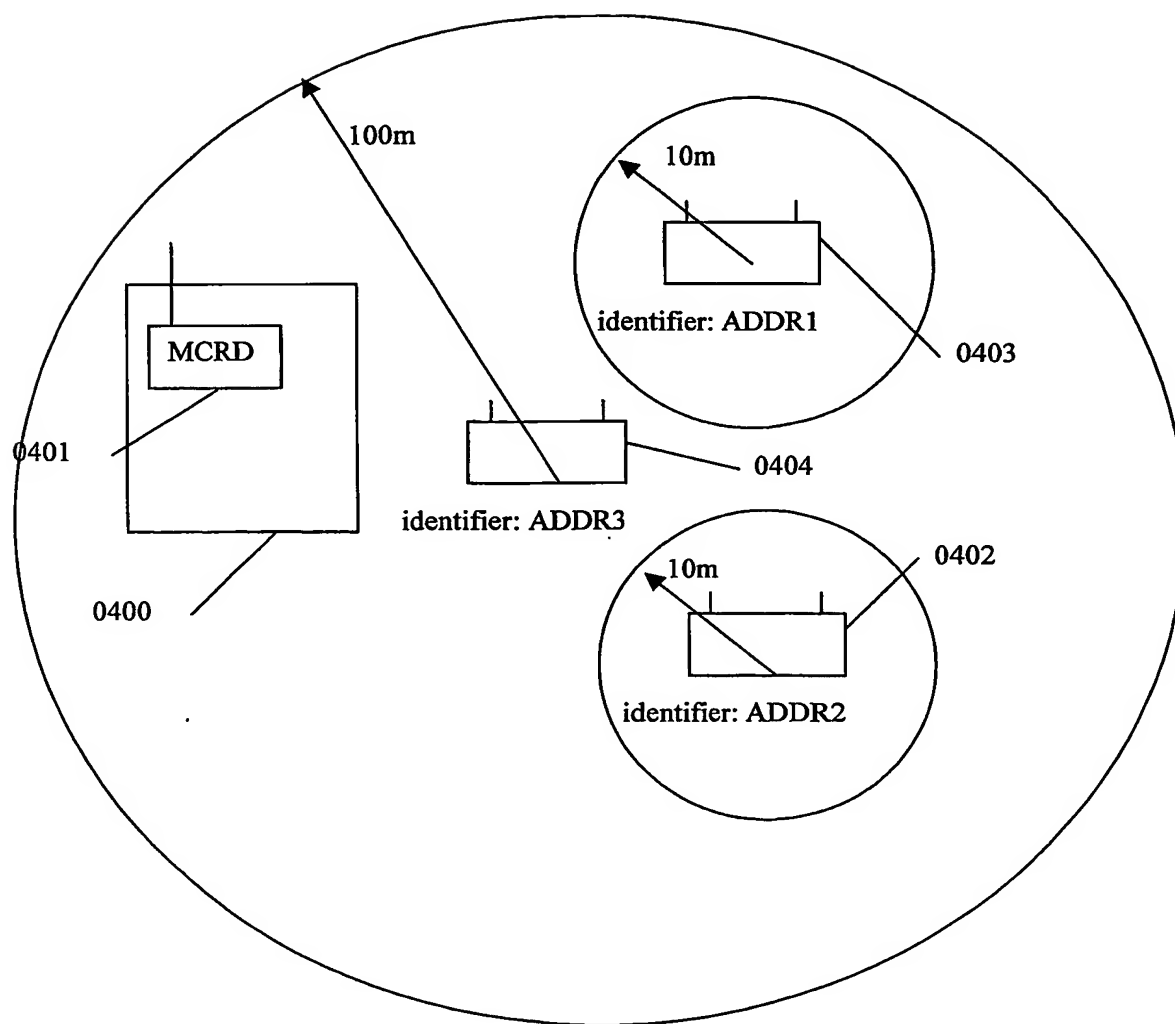 100m
10m
identifier: ADDR1
0403
MCRD
0401
0404
identifier: ADDR3
0402
10m
0400
identifier: ADDR2